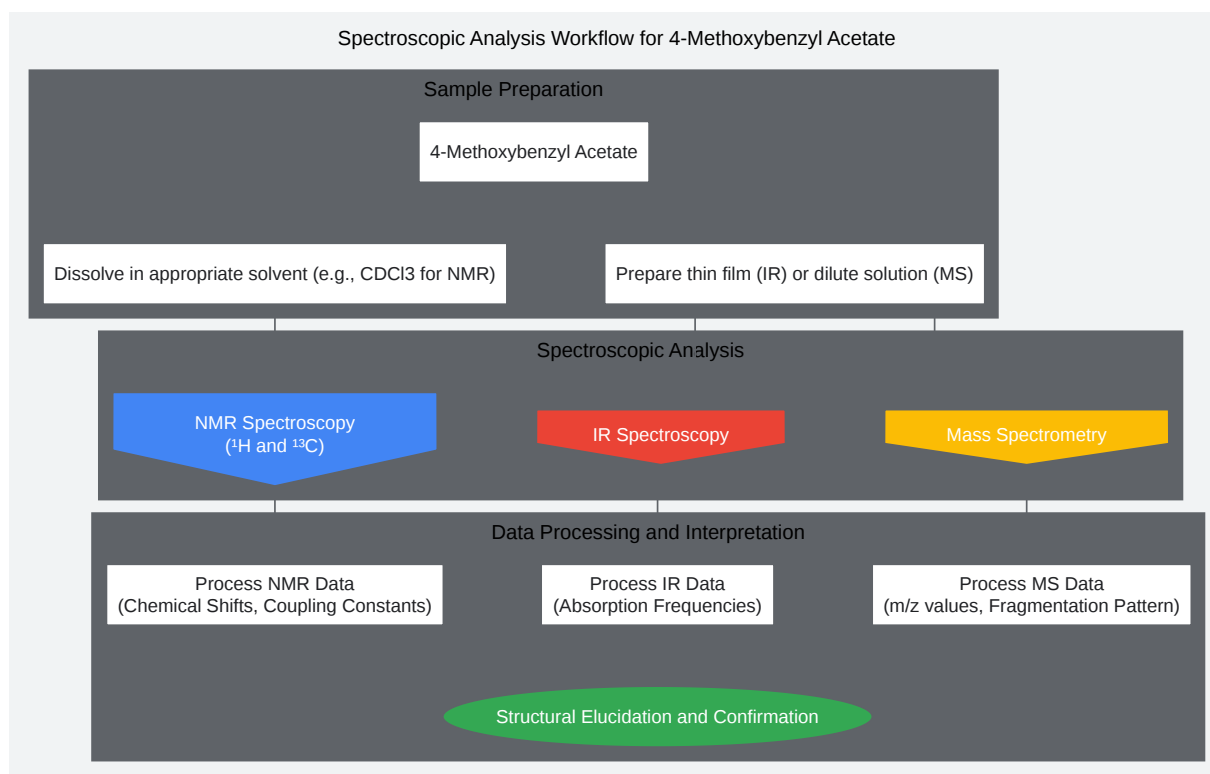 Spectroscopic Analysis Workflow for 4-Methoxybenzyl Acetate
Sample Preparation
4-Methoxybenzyl Acetate
Dissolve in appropriate solvent (e.g., CDCl3 for NMR)
Prepare thin film (IR) or dilute solution (MS)
Spectroscopic Analysis
NMR Spectroscopy
(¹H and ¹³C)
IR Spectroscopy
Mass Spectrometry
Data Processing and Interpretation
Process NMR Data
(Chemical Shifts, Coupling Constants)
Process IR Data
(Absorption Frequencies)
Process MS Data
(m/z values, Fragmentation Pattern)
Structural Elucidation and Confirmation